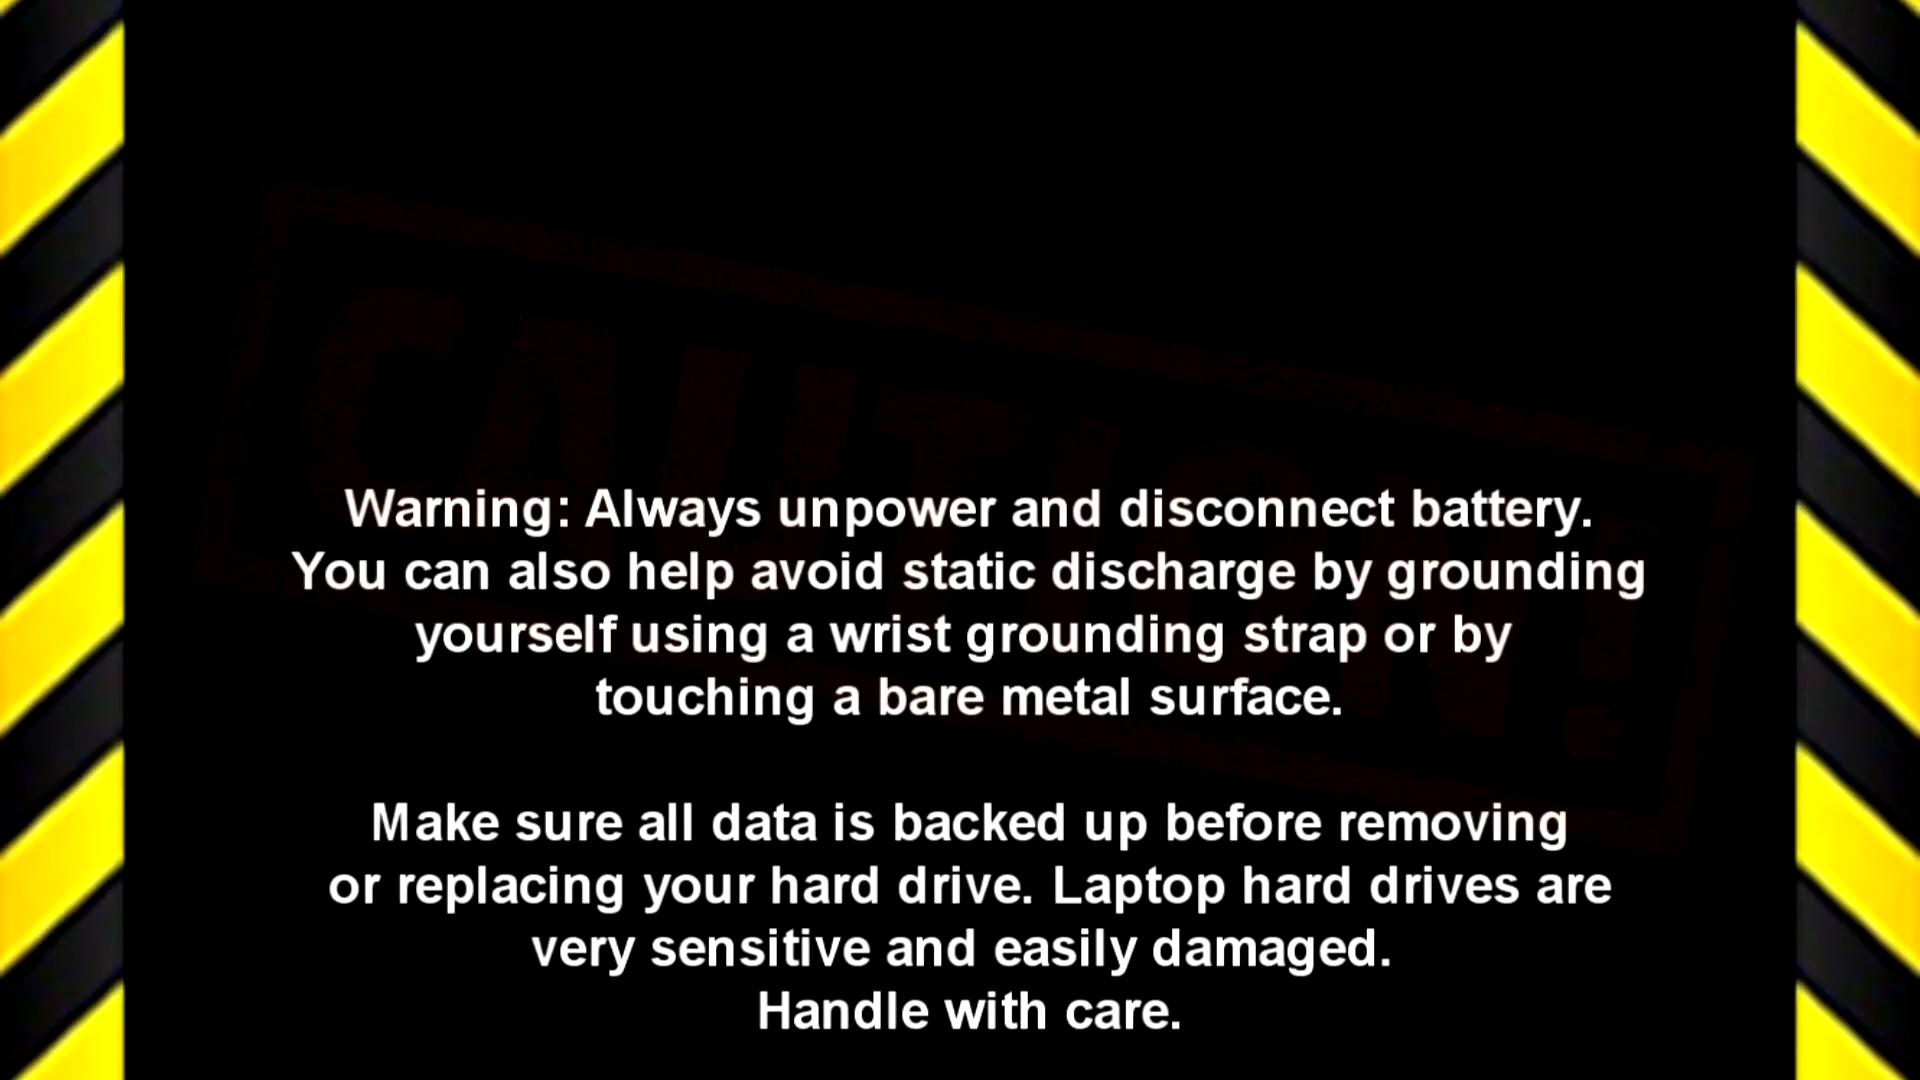 CAUTION!
Warning: Always unpower and disconnect battery.
You can also help avoid static discharge by grounding
yourself using a wrist grounding strap or by
touching a bare metal surface.
Make sure all data is backed up before removing
or replacing your hard drive. Laptop hard drives are
very sensitive and easily damaged.
Handle with care.